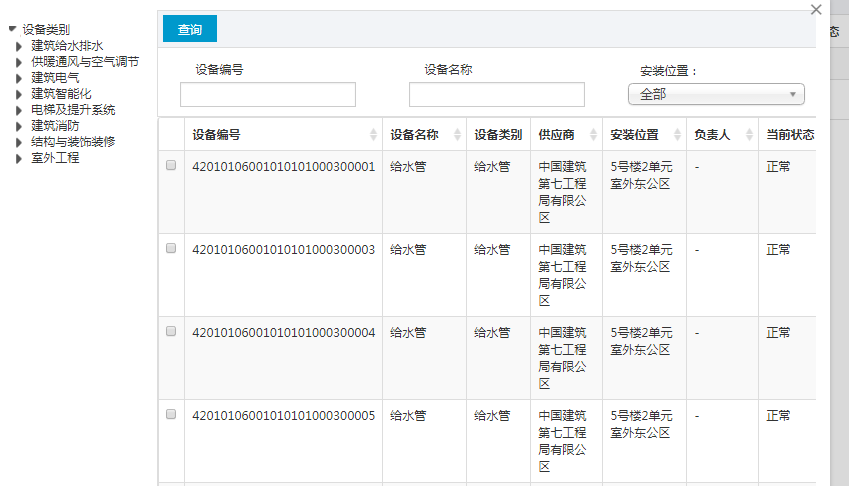 设备类别
建筑给水排水
供暖通风与空气调节
建筑电气
建筑智能化
电梯及提升系统
建筑消防
结构与装饰装修
室外工程
查询
态
设备编号 设备名称 安装位置：
全部
设备编号 设备名称 设备类别 供应商 安装位置 负责人 当前状态
42010106001010101000300001 给水管 给水管 中国建筑 5号楼2单元 - 正常
第七工程 室外东公区
局有限公
区
42010106001010101000300003 给水管 给水管 中国建筑 5号楼2单元 - 正常
第七工程 室外东公区
局有限公
区
42010106001010101000300004 给水管 给水管 中国建筑 5号楼2单元 - 正常
第七工程 室外东公区
局有限公
区
42010106001010101000300005 给水管 给水管 中国建筑 5号楼2单元 - 正常
第七工程 室外东公区
局有限公
区